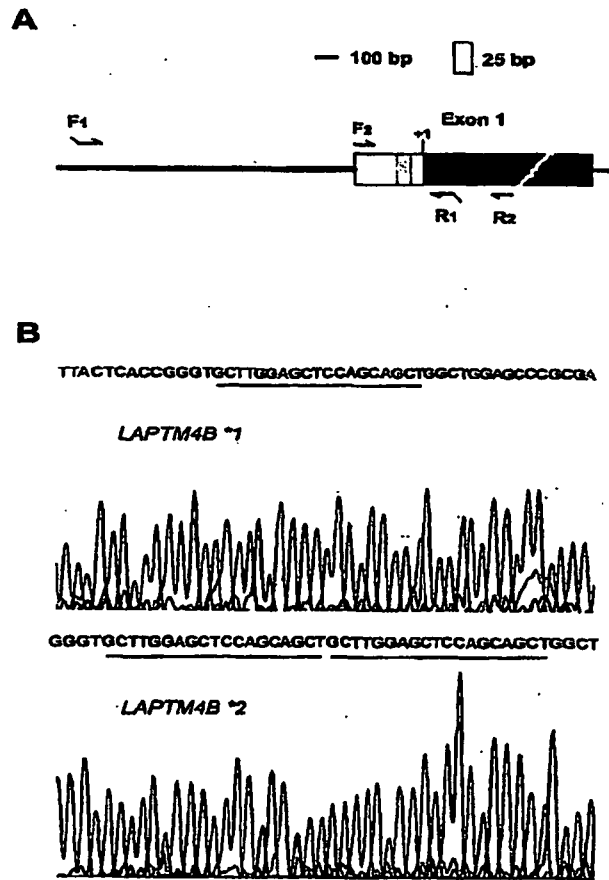 A
100 bp 25 bp
F1 F2 +1 Exon 1
R1 R2
B
TTACTCACCGGGTGCTTGGAGCTCCAGCAGCTGGCTGGAGCCCGCGA
LAPTM4B *1
GGGTGCTTGGAGCTCCAGCAGCTGCTTGGAGCTCCAGCAGCTGGCT
LAPTM4B *2